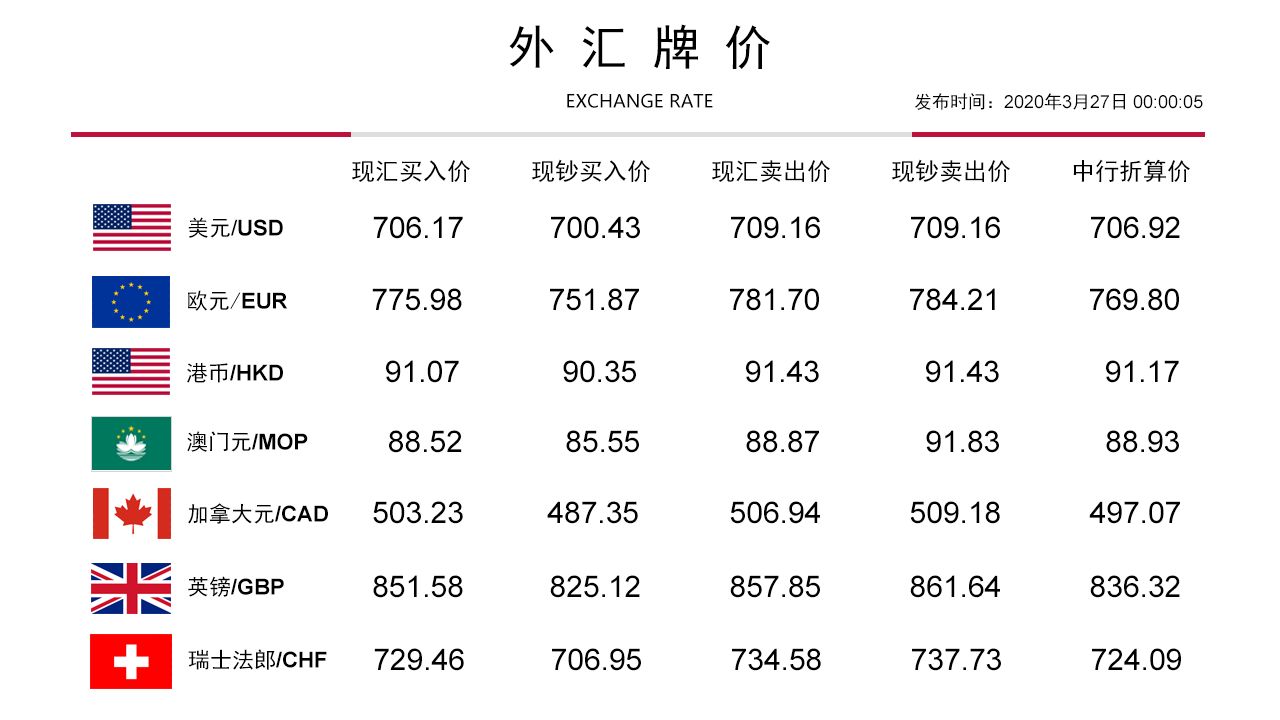 外汇牌价
EXCHANGE RATE
发布时间：2020年3月27日 00:00:05
现汇买入价 现钞买入价 现汇卖出价 现钞卖出价 中行折算价
美元/USD 706.17 700.43 709.16 709.16 706.92
欧元/EUR 775.98 751.87 781.70 784.21 769.80
港币/HKD 91.07 90.35 91.43 91.43 91.17
澳门元/MOP 88.52 85.55 88.87 91.83 88.93
加拿大元/CAD 503.23 487.35 506.94 509.18 497.07
英镑/GBP 851.58 825.12 857.85 861.64 836.32
瑞士法郎/CHF 729.46 706.95 734.58 737.73 724.09